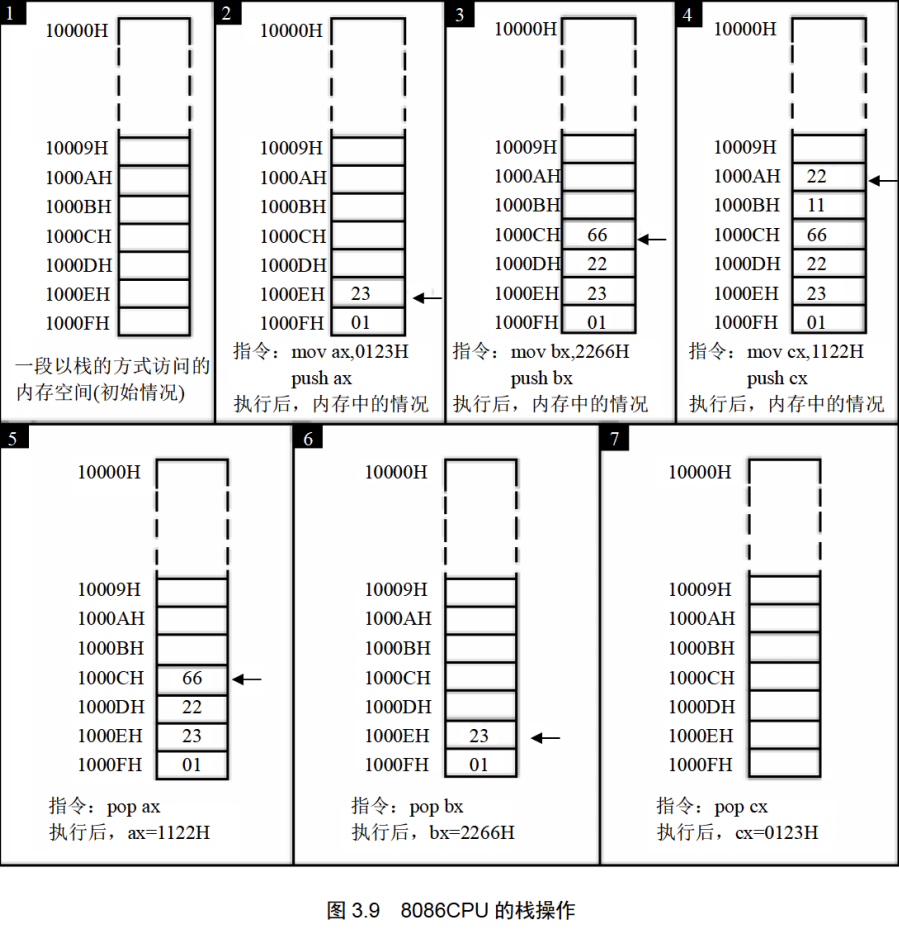 1
10000H
10009H
1000AH
1000BH
1000CH
1000DH
1000EH
1000FH
一段以栈的方式访问的
内存空间(初始情况)
2
10000H
10009H
1000AH
1000BH
1000CH
1000DH
1000EH 23
1000FH 01
指令：mov ax,0123H
push ax
执行后，内存中的情况
3
10000H
10009H
1000AH
1000BH
1000CH 66
1000DH 22
1000EH 23
1000FH 01
指令：mov bx,2266H
push bx
执行后，内存中的情况
4
10000H
10009H
1000AH 22
1000BH 11
1000CH 66
1000DH 22
1000EH 23
1000FH 01
指令：mov cx,1122H
push cx
执行后，内存中的情况
5
10000H
10009H
1000AH
1000BH
1000CH 66
1000DH 22
1000EH 23
1000FH 01
指令：pop ax
执行后，ax=1122H
6
10000H
10009H
1000AH
1000BH
1000CH
1000DH
1000EH 23
1000FH 01
指令：pop bx
执行后，bx=2266H
7
10000H
10009H
1000AH
1000BH
1000CH
1000DH
1000EH
1000FH
指令：pop cx
执行后，cx=0123H
图 3.9 8086CPU 的栈操作